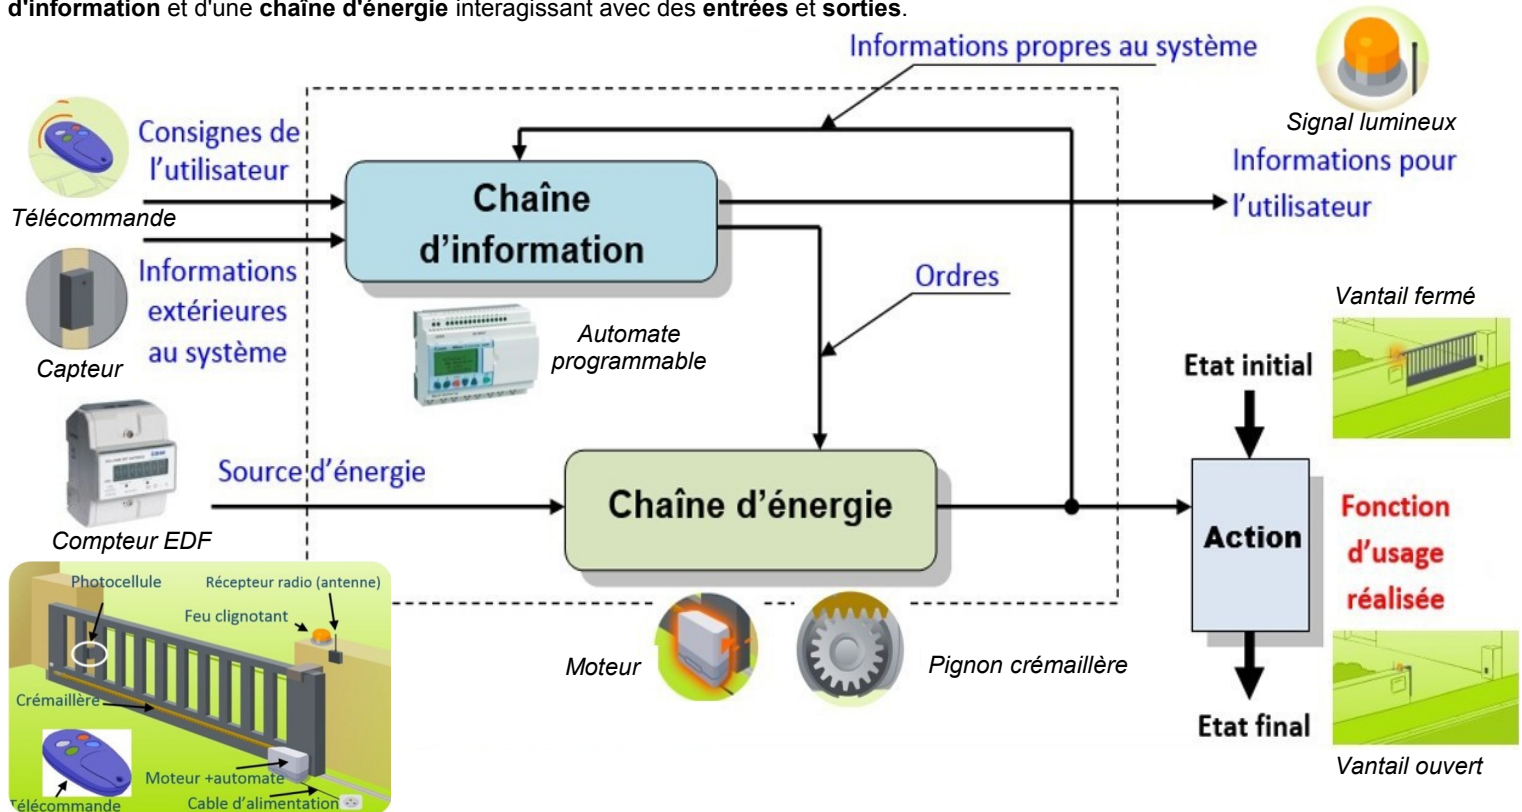 d'information et d'une chaîne d'énergie interagissant avec des entrées et sorties.
Informations propres au système
Signal lumineux
Consignes de
l'utilisateur
Télécommande
Chaîne
d'information
Informations pour
l'utilisateur
Informations
extérieures
au système
Capteur
Automate
programmable
Ordres
Vantail fermé
Etat initial
Source d'énergie
Compteur EDF
Chaîne d'énergie
Action
Fonction
d'usage
réalisée
Moteur
Pignon crémaillère
Etat final
Vantail ouvert
Photocellule
Récepteur radio (antenne)
Feu clignotant
Crémaillère
Moteur +automate
Cable d'alimentation
Télécommande